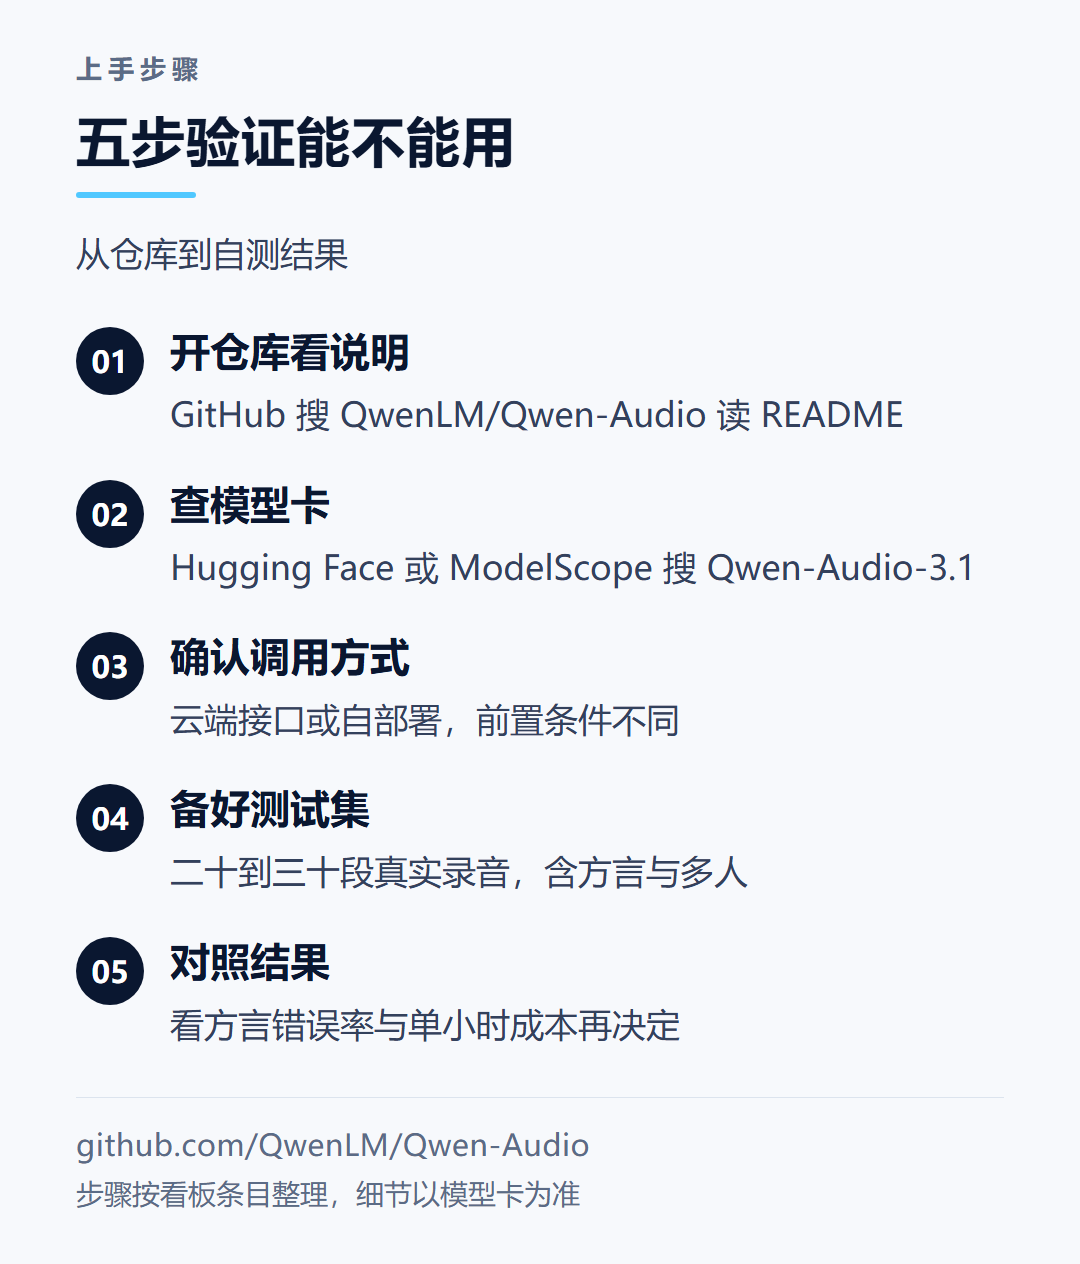 上手步骤
五步验证能不能用
从仓库到自测结果
01
开仓库看说明
GitHub 搜 QwenLM/Qwen-Audio 读 README
02
查模型卡
Hugging Face 或 ModelScope 搜 Qwen-Audio-3.1
03
确认调用方式
云端接口或自部署，前置条件不同
04
备好测试集
二十到三十段真实录音，含方言与多人
05
对照结果
看方言错误率与单小时成本再决定
github.com/QwenLM/Qwen-Audio
步骤按看板条目整理，细节以模型卡为准